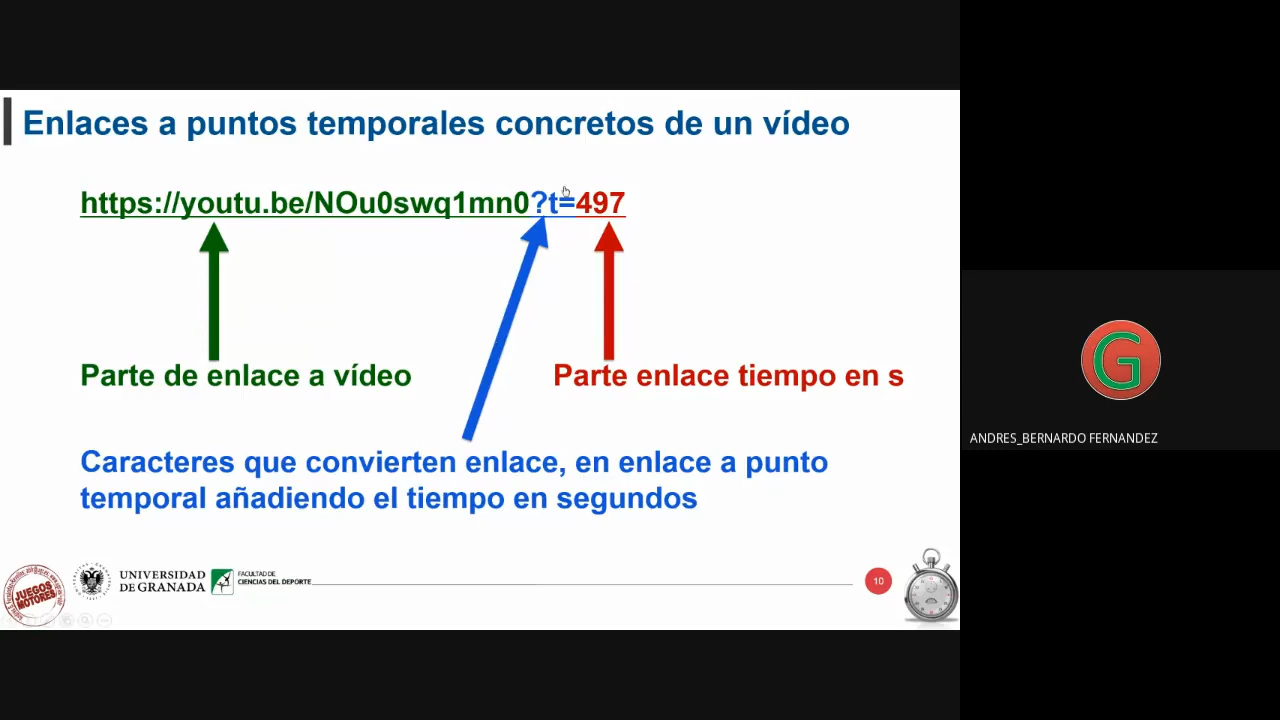 Enlaces a puntos temporales concretos de un vídeo
https://youtu.be/NOu0swq1mn0?t=497
Parte de enlace a vídeo
Parte enlace tiempo en s
Caracteres que convierten enlace, en enlace a punto
temporal añadiendo el tiempo en segundos
JUEGOS
MOTORES
UNIVERSIDAD
DE GRANADA
FACULTAD DE
CIENCIAS DEL DEPORTE
10
G
ANDRES_BERNARDO FERNANDEZ